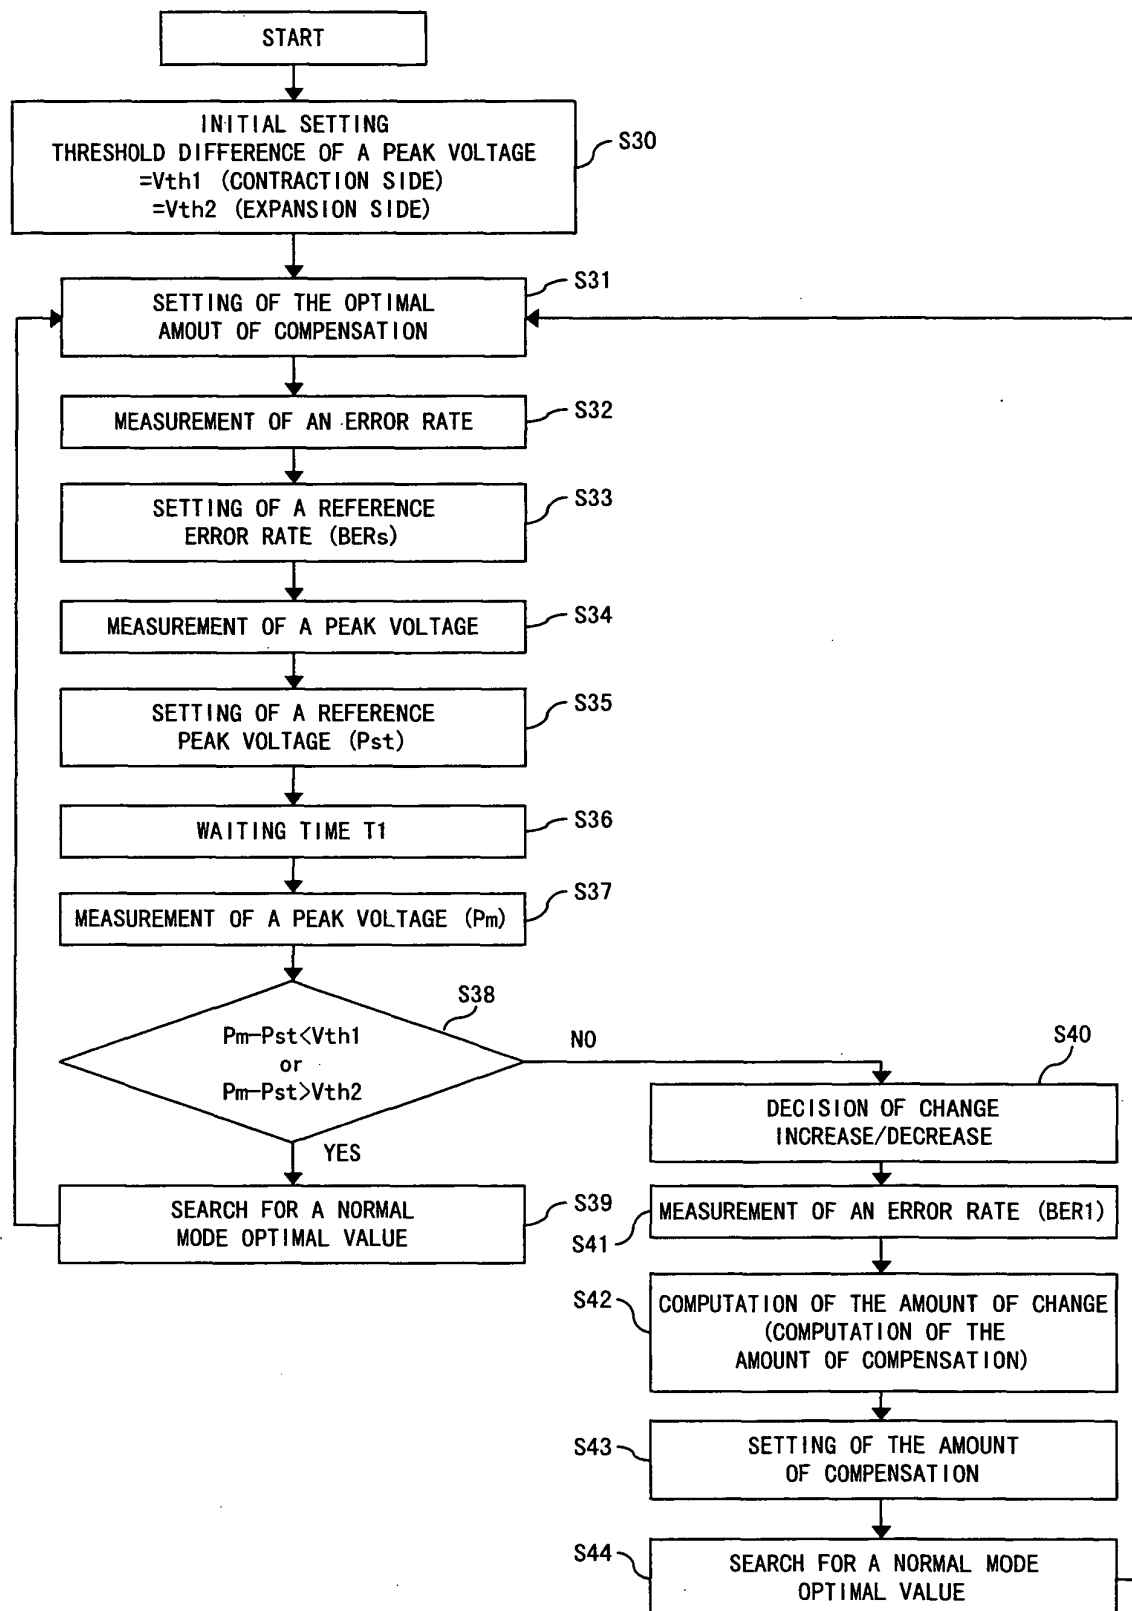 START
INITIAL SETTING
THRESHOLD DIFFERENCE OF A PEAK VOLTAGE
=Vth1 (CONTRACTION SIDE)
=Vth2 (EXPANSION SIDE)
S30
SETTING OF THE OPTIMAL
AMOUT OF COMPENSATION
S31
MEASUREMENT OF AN ERROR RATE
S32
SETTING OF A REFERENCE
ERROR RATE (BERs)
S33
MEASUREMENT OF A PEAK VOLTAGE
S34
SETTING OF A REFERENCE
PEAK VOLTAGE (Pst)
S35
WAITING TIME T1
S36
MEASUREMENT OF A PEAK VOLTAGE (Pm)
S37
Pm-Pst<Vth1
or
Pm-Pst>Vth2
S38
NO
YES
SEARCH FOR A NORMAL
MODE OPTIMAL VALUE
S39
DECISION OF CHANGE
INCREASE/DECREASE
S40
MEASUREMENT OF AN ERROR RATE (BER1)
S41
COMPUTATION OF THE AMOUNT OF CHANGE
(COMPUTATION OF THE
AMOUNT OF COMPENSATION)
S42
SETTING OF THE AMOUNT
OF COMPENSATION
S43
SEARCH FOR A NORMAL MODE
OPTIMAL VALUE
S44